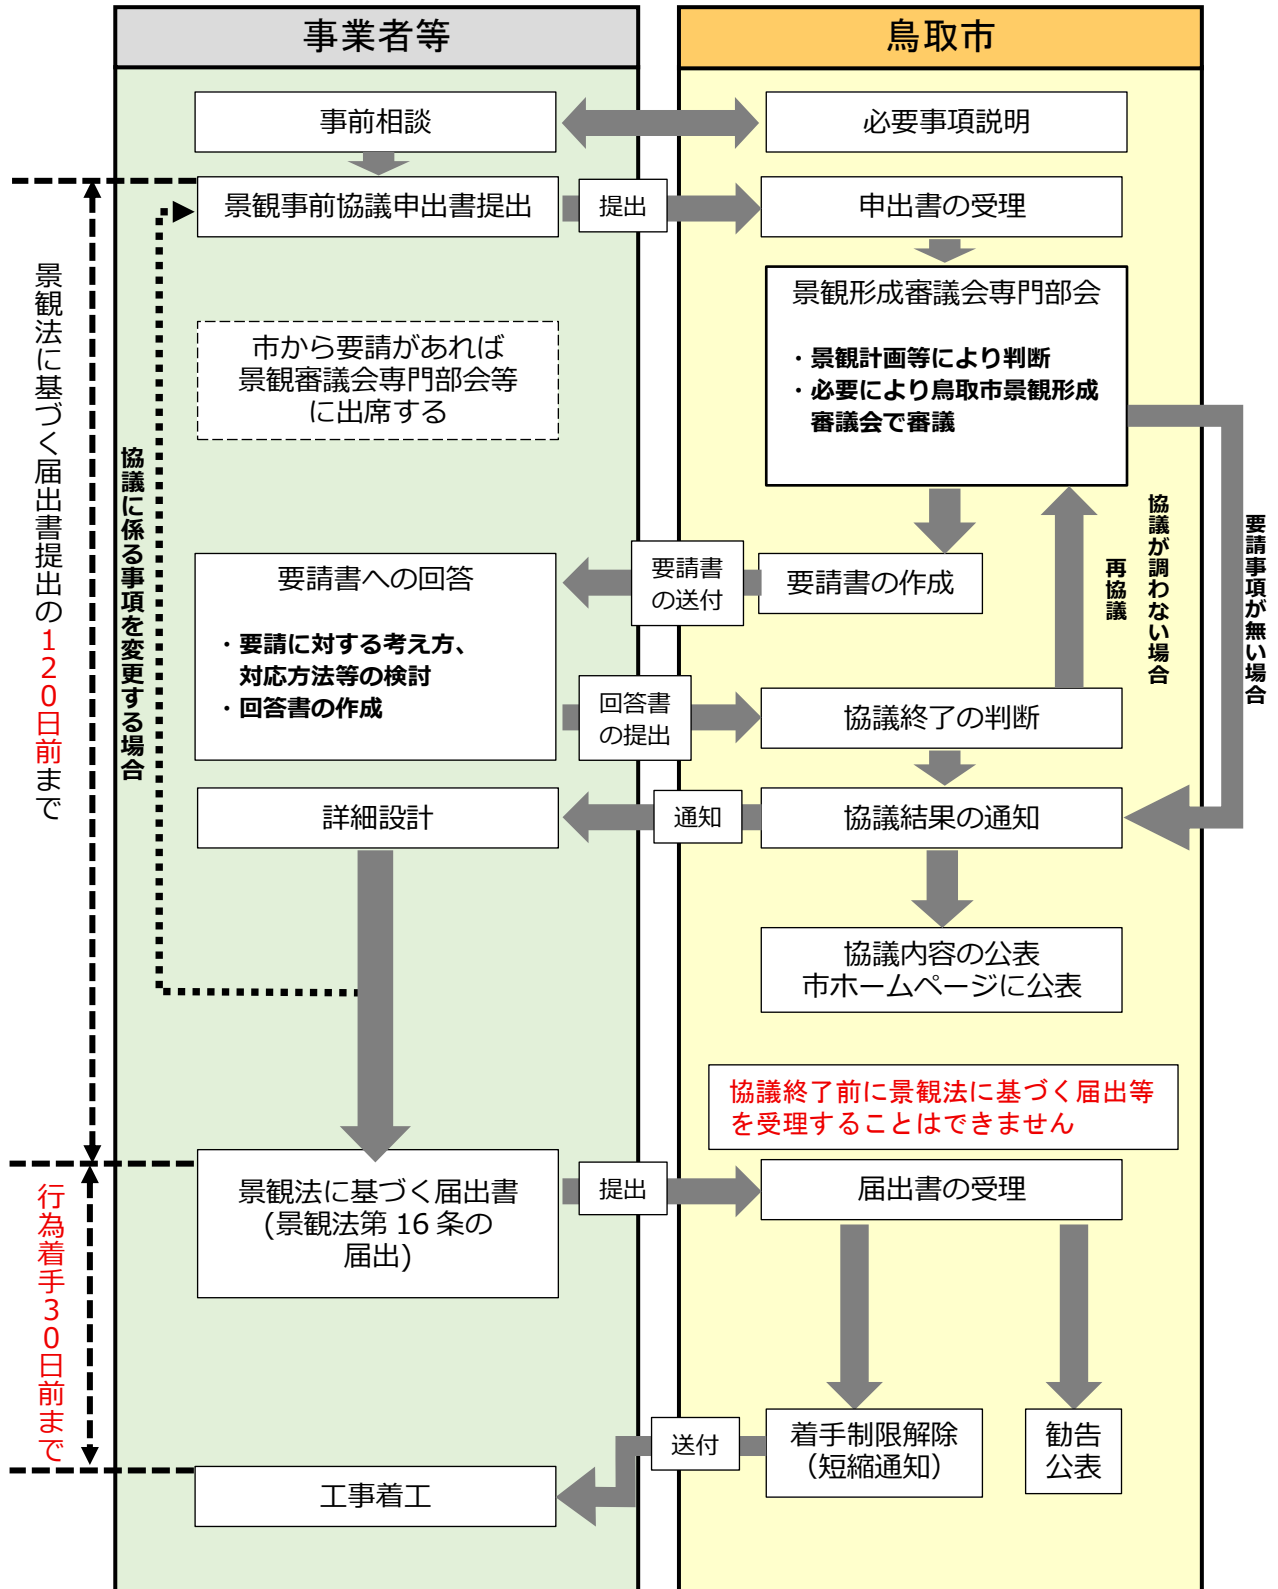 事業者等
鳥取市
事前相談
必要事項説明
景観事前協議申出書提出
提出
申出書の受理
景観形成審議会専門部会
・景観計画等により判断
・必要により鳥取市景観形成
審議会で審議
市から要請があれば
景観審議会専門部会等
に出席する
景観法に基づく届出書提出の120日前まで
協議に係る事項を変更する場合
要請書への回答
・要請に対する考え方、
対応方法等の検討
・回答書の作成
要請書
の送付
要請書の作成
再協議
協議が調わない場合
要請事項が無い場合
回答書
の提出
協議終了の判断
詳細設計
通知
協議結果の通知
協議内容の公表
市ホームページに公表
協議終了前に景観法に基づく届出等
を受理することはできません
景観法に基づく届出書
(景観法第 16 条の
届出)
提出
届出書の受理
行為着手30日前まで
送付
着手制限解除
（短縮通知）
勧告
公表
工事着工